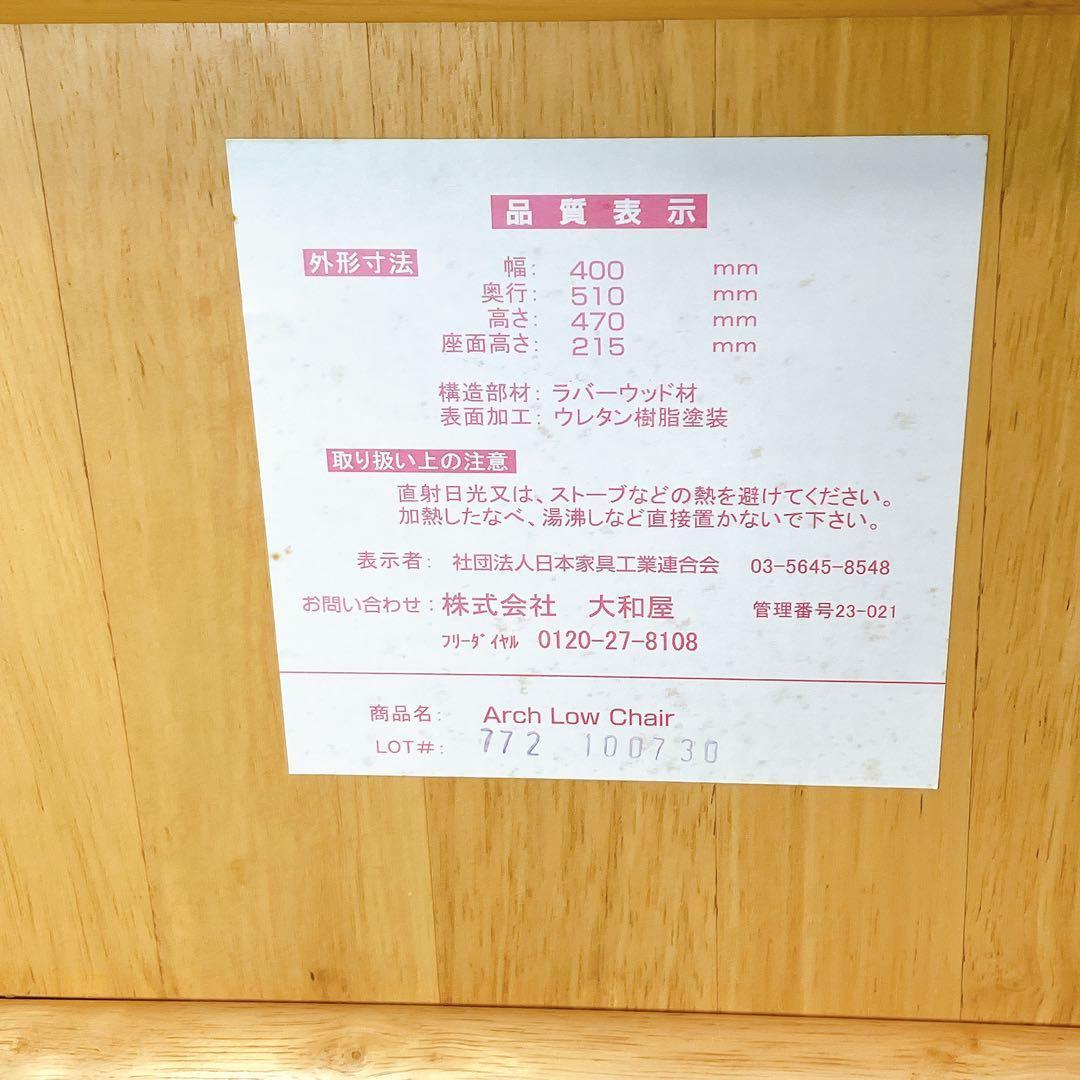 品質表示
外形寸法 幅: 400 mm
奥行: 510 mm
高さ: 470 mm
座面高さ: 215 mm
構造部材: ラバーウッド材
表面加工: ウレタン樹脂塗装
取り扱い上の注意
直射日光又は、ストーブなどの熱を避けてください。
加熱したなべ、湯沸しなど直接置かないで下さい。
表示者: 社団法人日本家具工業連合会 03-5645-8548
お問い合わせ: 株式会社 大和屋 管理番号23-021
フリーダイヤル 0120-27-8108
商品名: Arch Low Chair
LOT#: 772 100730